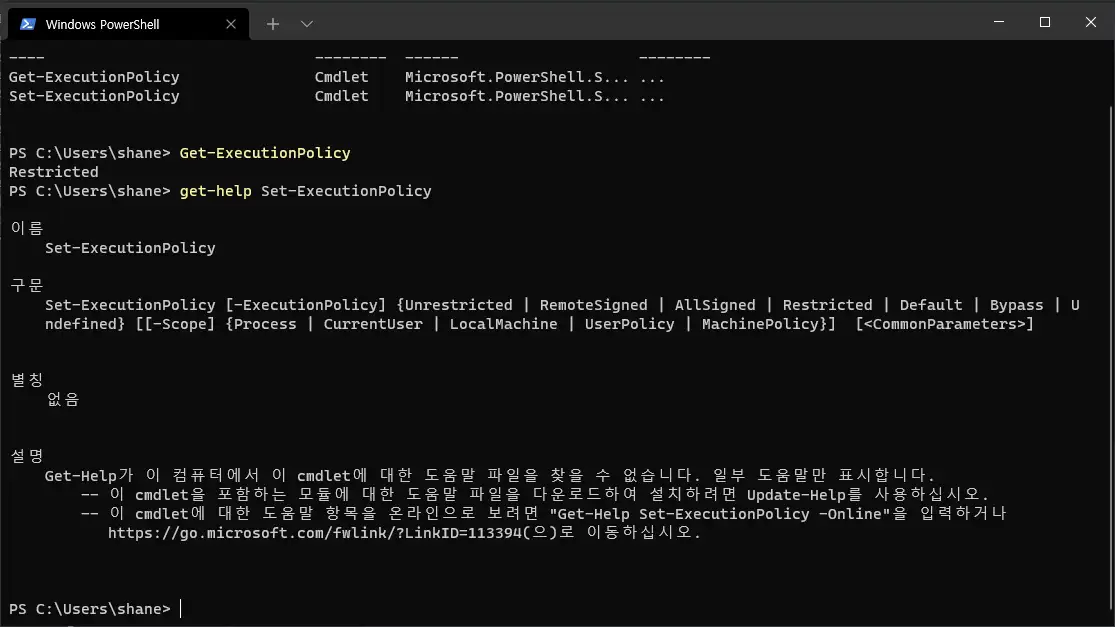 Windows PowerShell
---- -------- ------ --------
Get-ExecutionPolicy Cmdlet Microsoft.PowerShell.S... ...
Set-ExecutionPolicy Cmdlet Microsoft.PowerShell.S... ...
PS C:\Users\shane> Get-ExecutionPolicy
Restricted
PS C:\Users\shane> get-help Set-ExecutionPolicy
이름
Set-ExecutionPolicy
구문
Set-ExecutionPolicy [-ExecutionPolicy] {Unrestricted | RemoteSigned | AllSigned | Restricted | Default | Bypass | U
ndefined} [[-Scope] {Process | CurrentUser | LocalMachine | UserPolicy | MachinePolicy}] [<CommonParameters>]
별칭
없음
설명
Get-Help가 이 컴퓨터에서 이 cmdlet에 대한 도움말 파일을 찾을 수 없습니다. 일부 도움말만 표시합니다.
-- 이 cmdlet을 포함하는 모듈에 대한 도움말 파일을 다운로드하여 설치하려면 Update-Help를 사용하십시오.
-- 이 cmdlet에 대한 도움말 항목을 온라인으로 보려면 "Get-Help Set-ExecutionPolicy -Online"을 입력하거나
https://go.microsoft.com/fwlink/?LinkID=113394(으)로 이동하십시오.
PS C:\Users\shane>